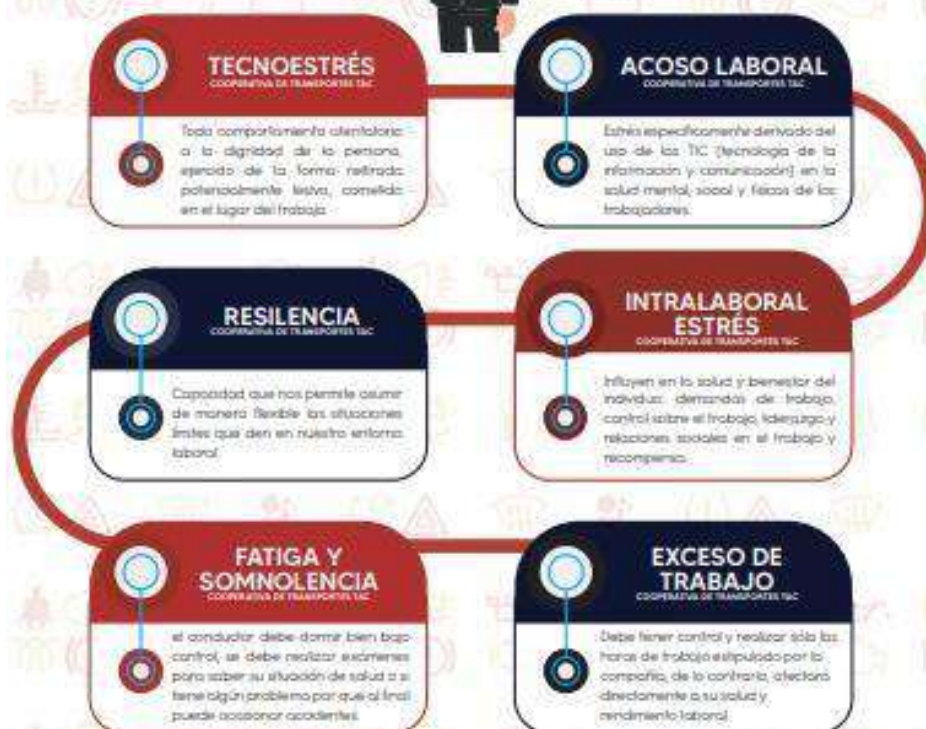 TECNOESTRÉS
COOPERATIVA DE TRANSPORTES TAC
Todo comportamiento atentatorio
a la dignidad de la persona,
ejercido de la forma retirada
potencialmente lesiva, cometido
en el lugar del trabajo
ACOSO LABORAL
COOPERATIVA DE TRANSPORTES TAC
Estrés específicamente derivado del
uso de las TIC (tecnología de la
información y comunicación) en la
salud mental, social y físicas de los
trabajadores.
RESILENCIA
COOPERATIVA DE TRANSPORTES TAC
Capacidad que nos permite asumir
de manera flexible las situaciones
límites que den en nuestro entorno
laboral
INTRALABORAL
ESTRÉS
COOPERATIVA DE TRANSPORTES TAC
Influyen en la salud y bienestar del
individuo: demandas de trabajo,
control sobre el trabajo, liderazgo y
relaciones sociales en el trabajo y
recompensa.
FATIGA Y
SOMNOLENCIA
COOPERATIVA DE TRANSPORTES TAC
el conductor debe dormir bien bajo
control, se debe realizar exámenes
para saber su situación de salud o si
tiene algún problema por que al final
puede ocasionar accidentes.
EXCESO DE
TRABAJO
COOPERATIVA DE TRANSPORTES TAC
Debe tener control y realizar sólo las
horas de trabajo estipulado por la
compañía, de lo contrario, afectará
directamente a su salud y
rendimiento laboral